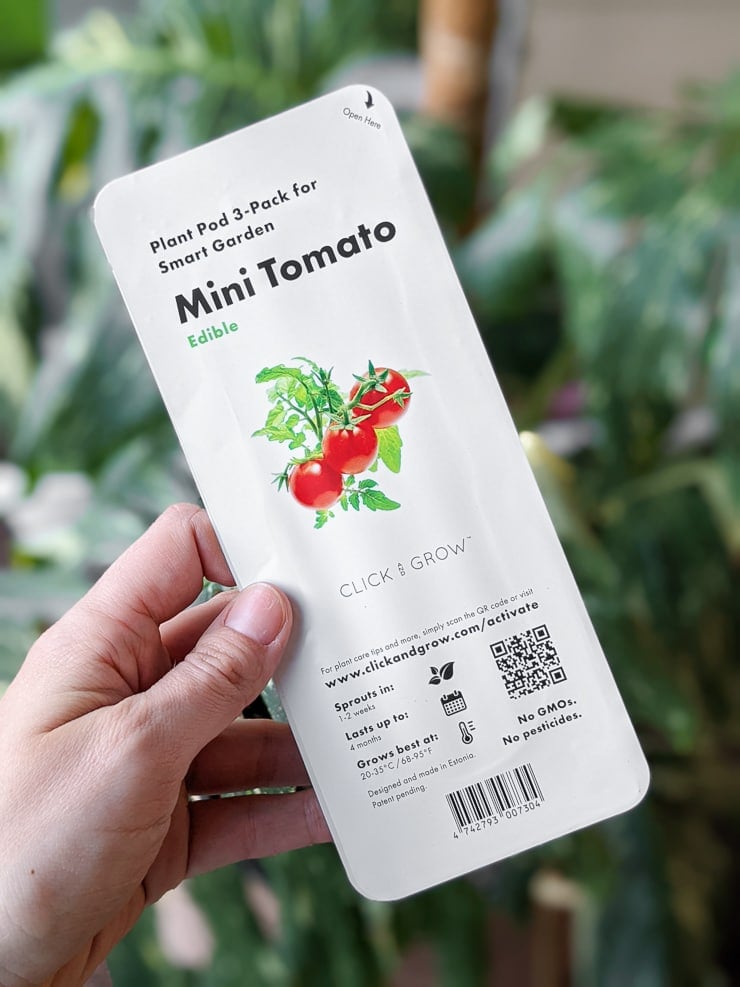 Open Here
Plant Pod 3-Pack for
Smart Garden
Mini Tomato
Edible
CLICK AND GROW™
For plant care tips and more, simply scan the QR code or visit
www.clickandgrow.com/activate
Sprouts in:
1-2 weeks
Lasts up to:
4 months
Grows best at:
20-35°C/68-95°F
No GMOs.
No pesticides.
Designed and made in Estonia.
Patent pending.
4 742793 007304